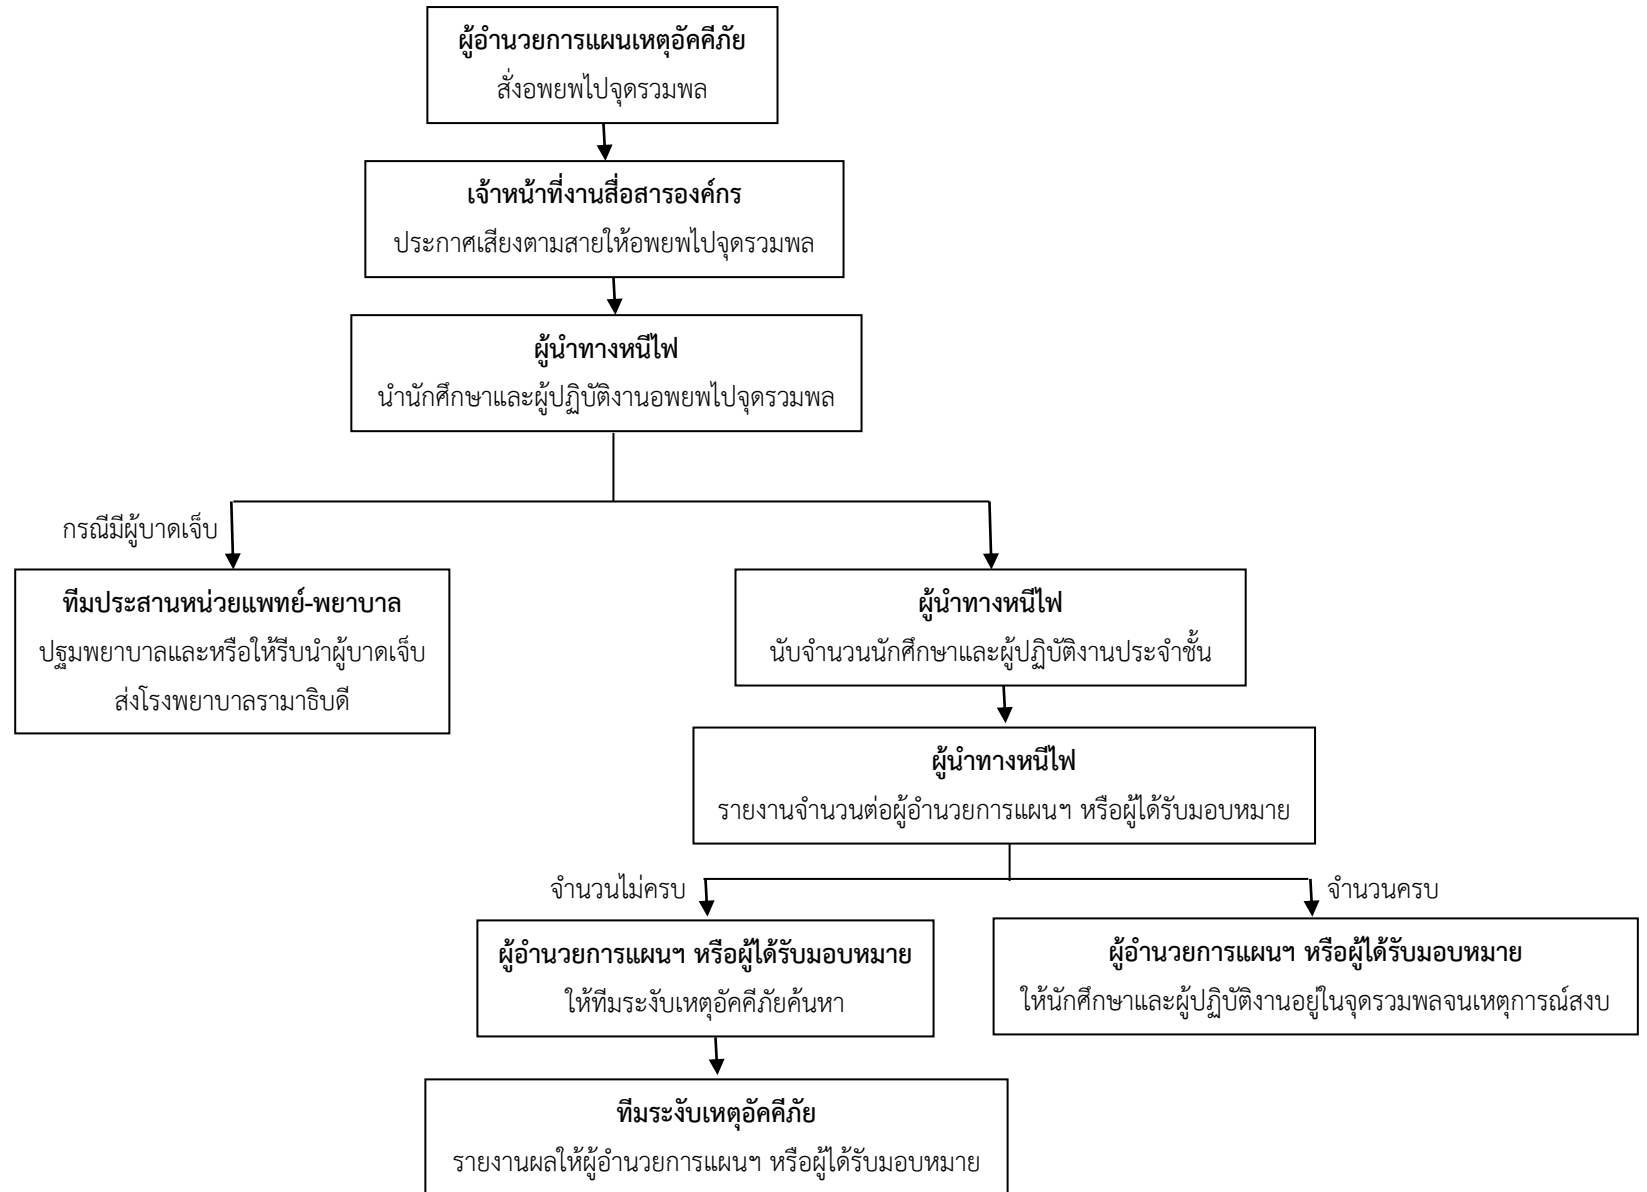 ผู้อำนวยการแผนเหตุอัคคีภัย
สั่งอพยพไปจุดรวมพล
เจ้าหน้าที่งานสื่อสารองค์กร
ประกาศเสียงตามสายให้อพยพไปจุดรวมพล
ผู้นำทางหนีไฟ
นำนักศึกษาและผู้ปฏิบัติงานอพยพไปจุดรวมพล
กรณีมีผู้บาดเจ็บ
ทีมประสานหน่วยแพทย์-พยาบาล
ปฐมพยาบาลและหรือให้รีบนำผู้บาดเจ็บ
ส่งโรงพยาบาลรามาธิบดี
ผู้นำทางหนีไฟ
นับจำนวนนักศึกษาและผู้ปฏิบัติงานประจำชั้น
ผู้นำทางหนีไฟ
รายงานจำนวนต่อผู้อำนวยการแผนฯ หรือผู้ได้รับมอบหมาย
จำนวนไม่ครบ
จำนวนครบ
ผู้อำนวยการแผนฯ หรือผู้ได้รับมอบหมาย
ให้ทีมระงับเหตุอัคคีภัยค้นหา
ผู้อำนวยการแผนฯ หรือผู้ได้รับมอบหมาย
ให้นักศึกษาและผู้ปฏิบัติงานอยู่ในจุดรวมพลจนเหตุการณ์สงบ
ทีมระงับเหตุอัคคีภัย
รายงานผลให้ผู้อำนวยการแผนฯ หรือผู้ได้รับมอบหมาย